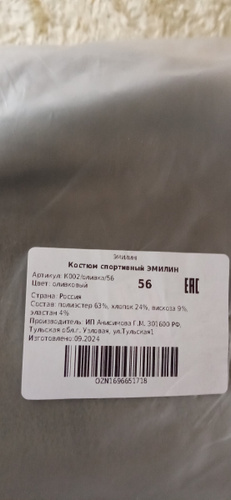 ЭМИЛИН
Костюм спортивный ЭМИЛИН
Артикул: К002/оливка/56
Цвет: оливковый
56
EAC
Страна: Россия
Состав: полиэстер 63%, хлопок 24%, вискоза 9%,
эластан 4%
Производитель: ИП Анисимова Г.М. 301600 РФ,
Тульская обл.г. Узловая, ул.Тульская1
Изготовлено:09.2024
OZN1696651718